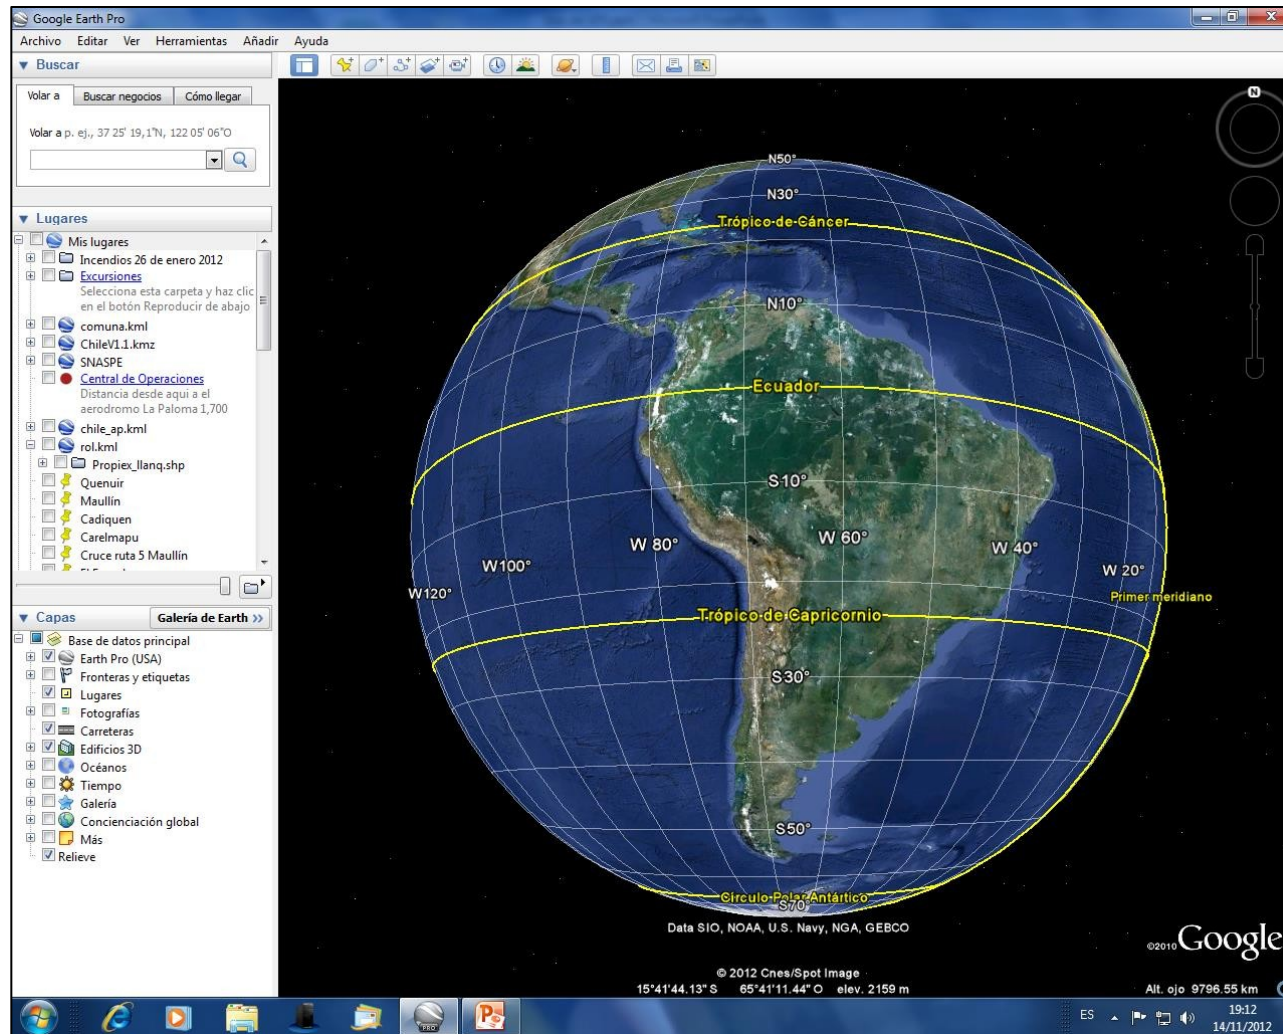 Google Earth Pro
Archivo Editar Ver Herramientas Añadir Ayuda
Buscar
Volar a Buscar negocios Cómo llegar
Volar a p. ej., 37 25' 19,1"N, 122 05' 06"O
Lugares
Mis lugares
Incendios 26 de enero 2012
Excursiones
Selecciona esta carpeta y haz clic
en el botón Reproducir de abajo
comuna.kml
ChileV1.1.kmz
SNASPE
Central de Operaciones
Distancia desde aqui a el
aerodromo La Paloma 1,700
chile_ap.kml
rol.kml
Propiex_llanq.shp
Quenuir
Maullín
Cadiquen
Carelmapu
Cruce ruta 5 Maullín
Capas Galería de Earth >>
Base de datos principal
Earth Pro (USA)
Fronteras y etiquetas
Lugares
Fotografías
Carreteras
Edificios 3D
Océanos
Tiempo
Galería
Concienciación global
Más
Relieve
N
N50°
N30°
Trópico de Cáncer
N10°
Ecuador
S10°
W 80° W 60° W 40°
W100° W 20°
W120° Primer meridiano
Trópico de Capricornio
S30°
S50°
Círculo Polar Antártico
S70°
Data SIO, NOAA, U.S. Navy, NGA, GEBCO
©2010 Google
© 2012 Cnes/Spot Image
15°41'44.13" S 65°41'11.44" O elev. 2159 m Alt. ojo 9796.55 km
PRO
ES 19:12
14/11/2012